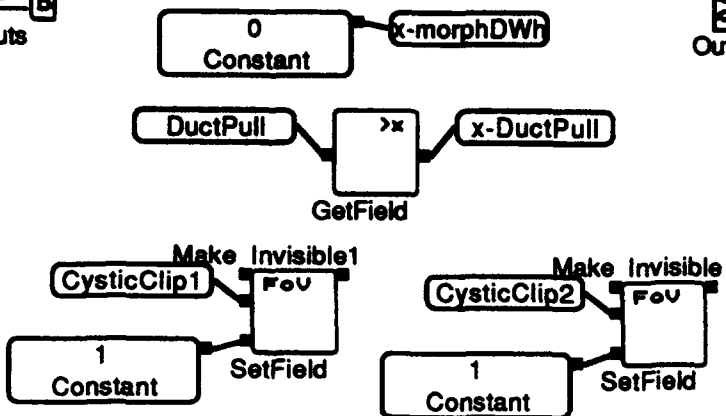 uts
0
Constant
x-morphDWh
Ou
DuctPull
>x
x-DuctPull
GetField
Make Invisible1
CysticClip1
FoV
1
Constant
SetField
Make Invisible
CysticClip2
FoV
1
Constant
SetField